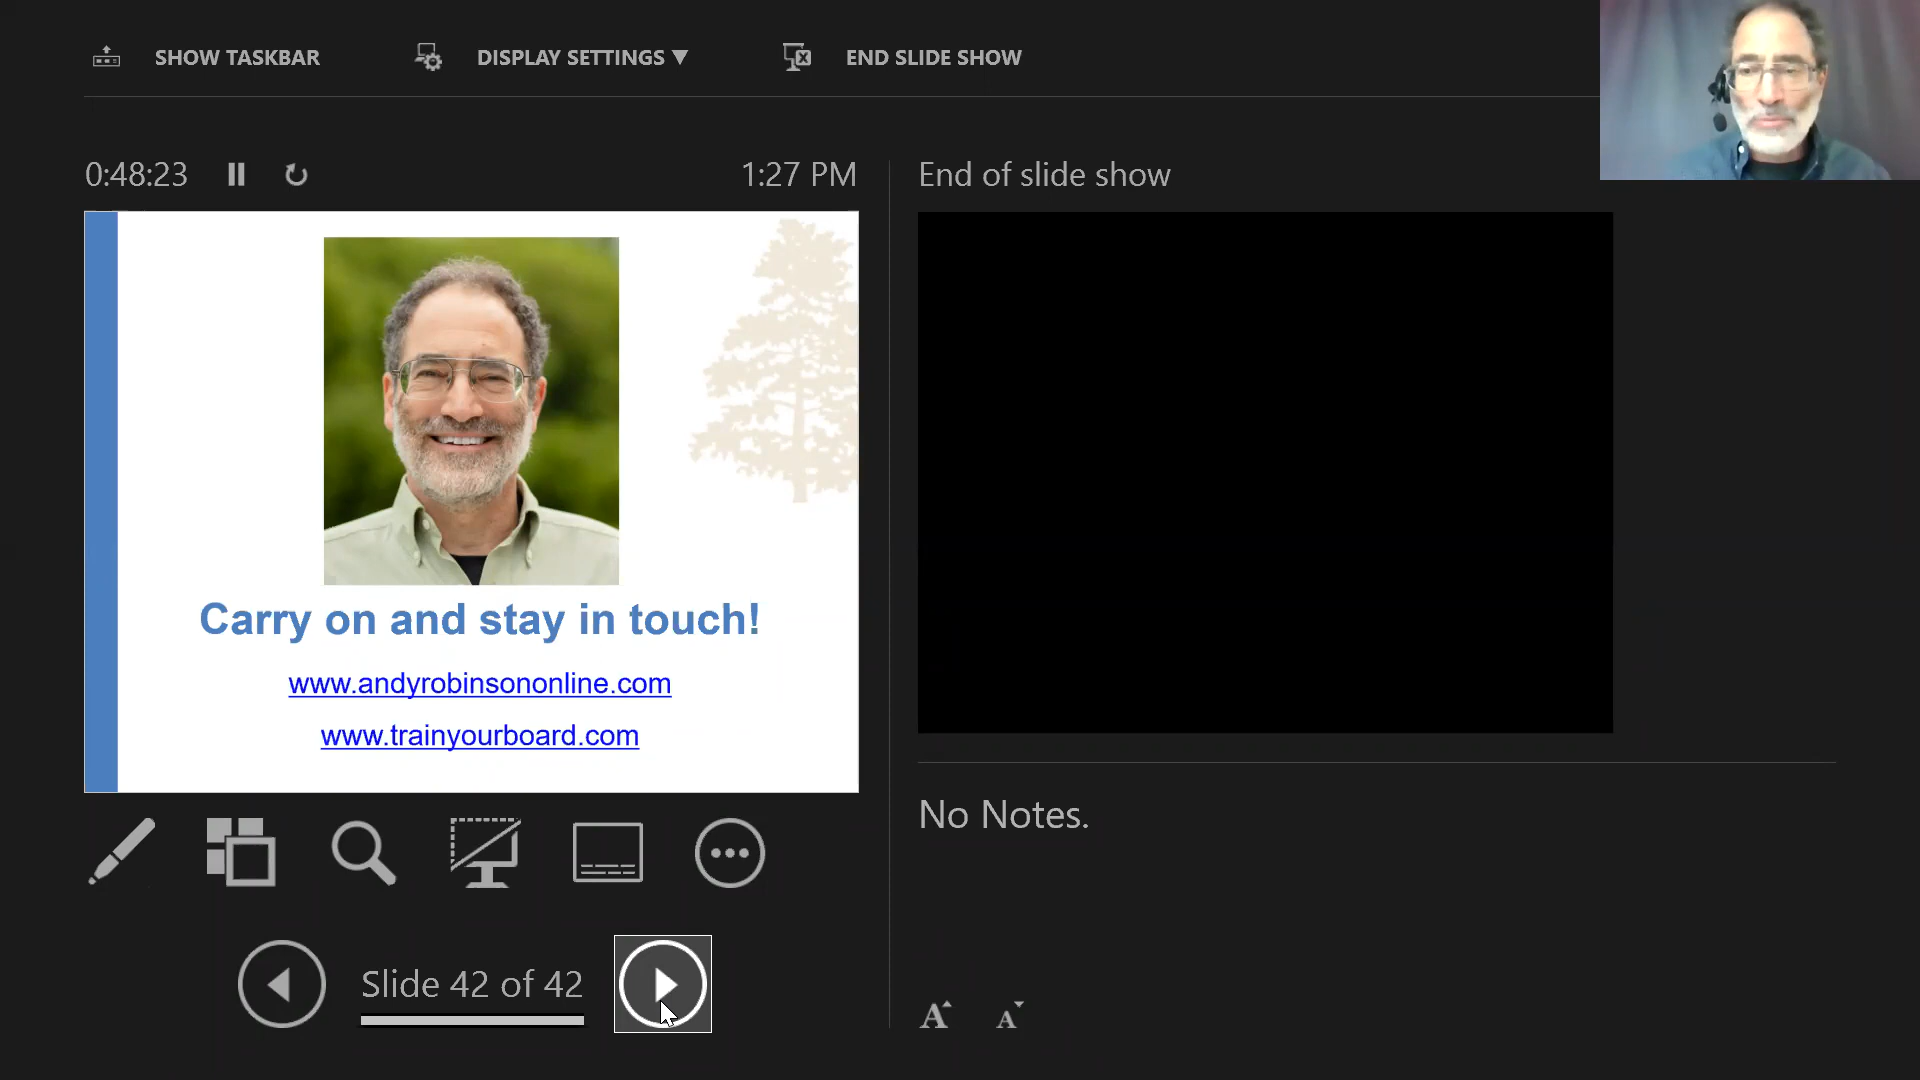 SHOW TASKBAR
DISPLAY SETTINGS ▼
END SLIDE SHOW
0:48:23
1:27 PM
Carry on and stay in touch!
www.andyrobinsononline.com
www.trainyourboard.com
Slide 42 of 42
End of slide show
No Notes.
A A